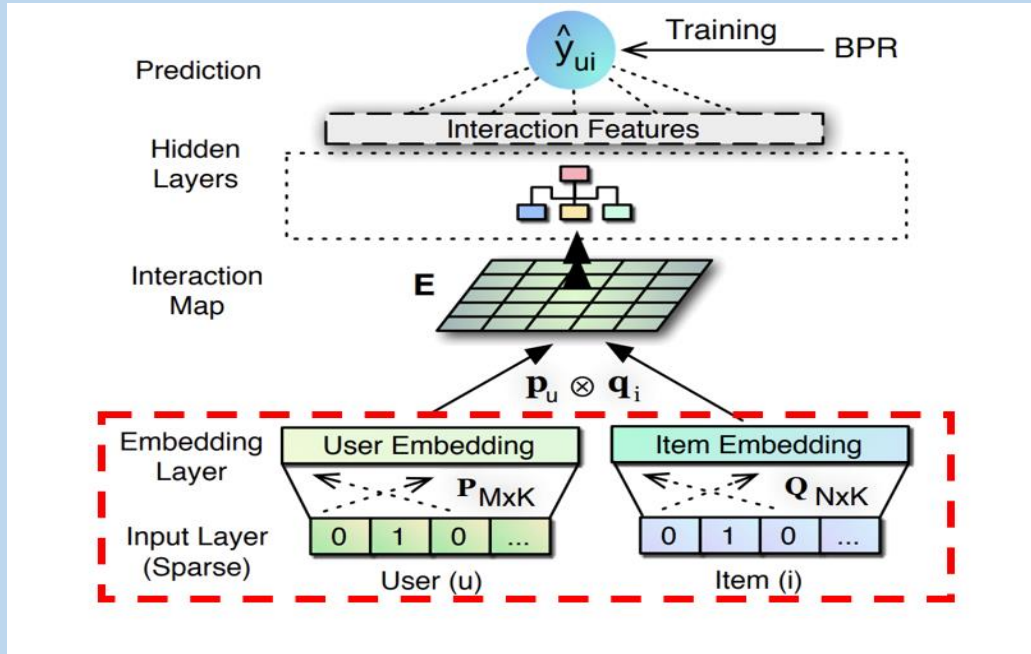 ŷui
Training
BPR
Prediction
Interaction Features
Hidden
Layers
Interaction
Map
E
pu ⊗ qi
Embedding
Layer
User Embedding
Item Embedding
PMxK
QNxK
Input Layer
(Sparse)
0 1 0 ...
0 1 0 ...
User (u)
Item (i)